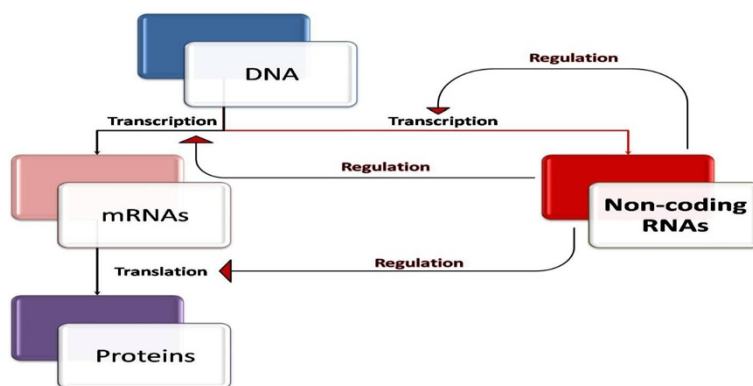 Regulation
DNA
Transcription
Transcription
Regulation
mRNAs
Non-coding
RNAs
Translation
Regulation
Proteins